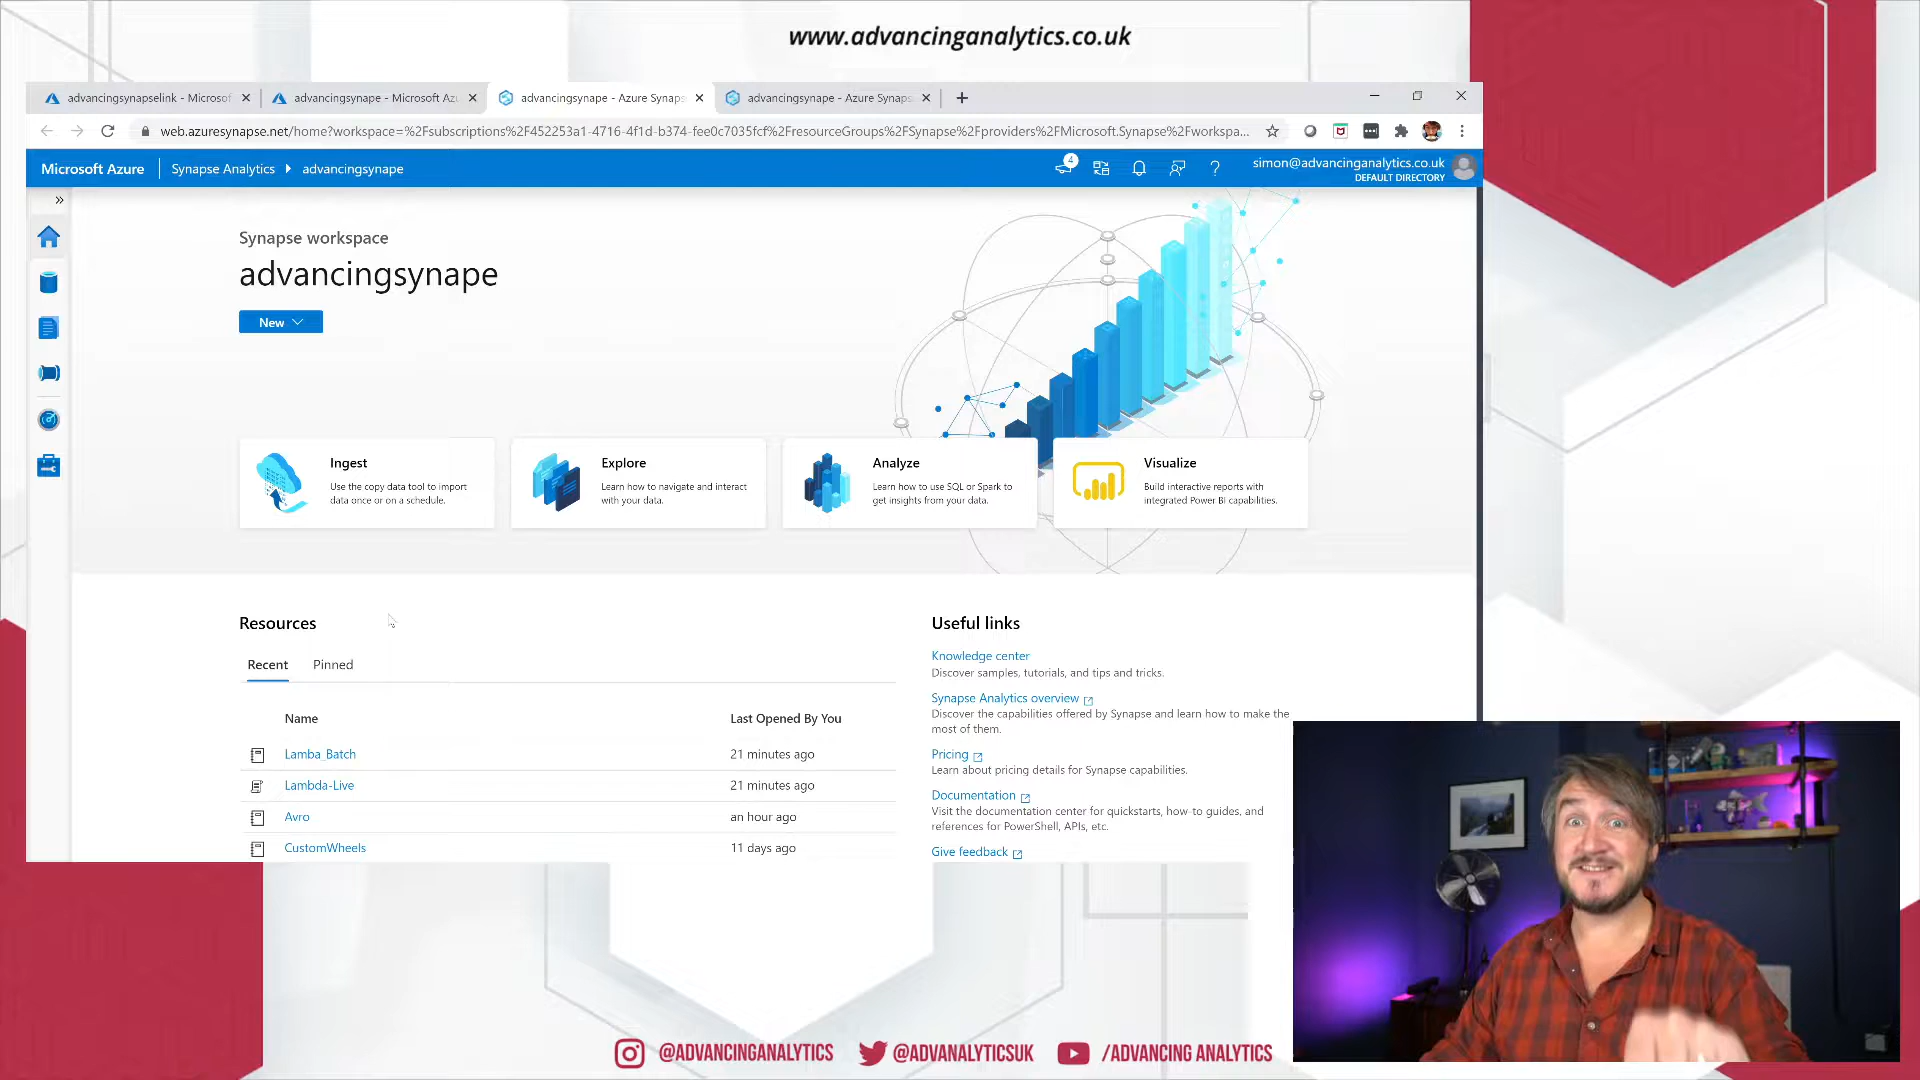 www.advancinganalytics.co.uk
advancingsynapselink - Microsof
advancingsynape - Microsoft Az
advancingsynape - Azure Synaps
advancingsynape - Azure Synaps
web.azuresynapse.net/home?workspace=%2Fsubscriptions%2F452253a1-4716-4f1d-b374-fee0c7035fcf%2FresourceGroups%2FSynapse%2Fproviders%2FMicrosoft.Synapse%2Fworkspa...
Microsoft Azure
Synapse Analytics
advancingsynape
4
simon@advancinganalytics.co.uk
DEFAULT DIRECTORY
Synapse workspace
advancingsynape
New
Ingest
Use the copy data tool to import
data once or on a schedule.
Explore
Learn how to navigate and interact
with your data.
Analyze
Learn how to use SQL or Spark to
get insights from your data.
Visualize
Build interactive reports with
integrated Power BI capabilities.
Resources
Recent
Pinned
Name
Last Opened By You
Lamba_Batch
21 minutes ago
Lambda-Live
21 minutes ago
Avro
an hour ago
CustomWheels
11 days ago
Useful links
Knowledge center
Discover samples, tutorials, and tips and tricks.
Synapse Analytics overview
Discover the capabilities offered by Synapse and learn how to make the
most of them.
Pricing
Learn about pricing details for Synapse capabilities.
Documentation
Visit the documentation center for quickstarts, how-to guides, and
references for PowerShell, APIs, etc.
Give feedback
@ADVANCINGANALYTICS
@ADVANALYTICSUK
/ADVANCING ANALYTICS